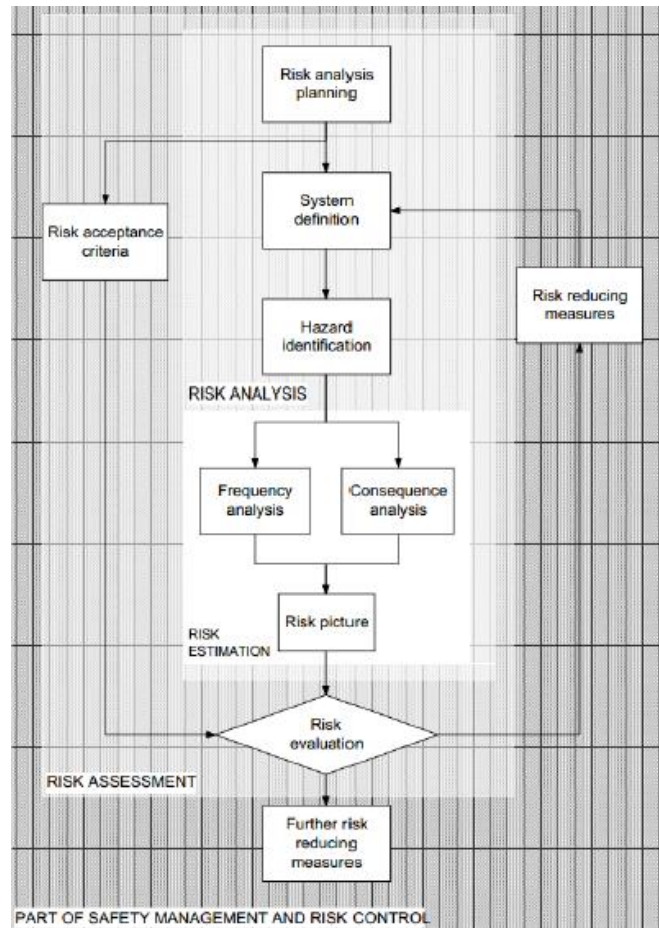 Risk analysis
planning
System
definition
Risk acceptance
criteria
Risk reducing
measures
Hazard
identification
RISK ANALYSIS
Frequency
analysis
Consequence
analysis
Risk picture
RISK
ESTIMATION
Risk
evaluation
RISK ASSESSMENT
Further risk
reducing
measures
PART OF SAFETY MANAGEMENT AND RISK CONTROL